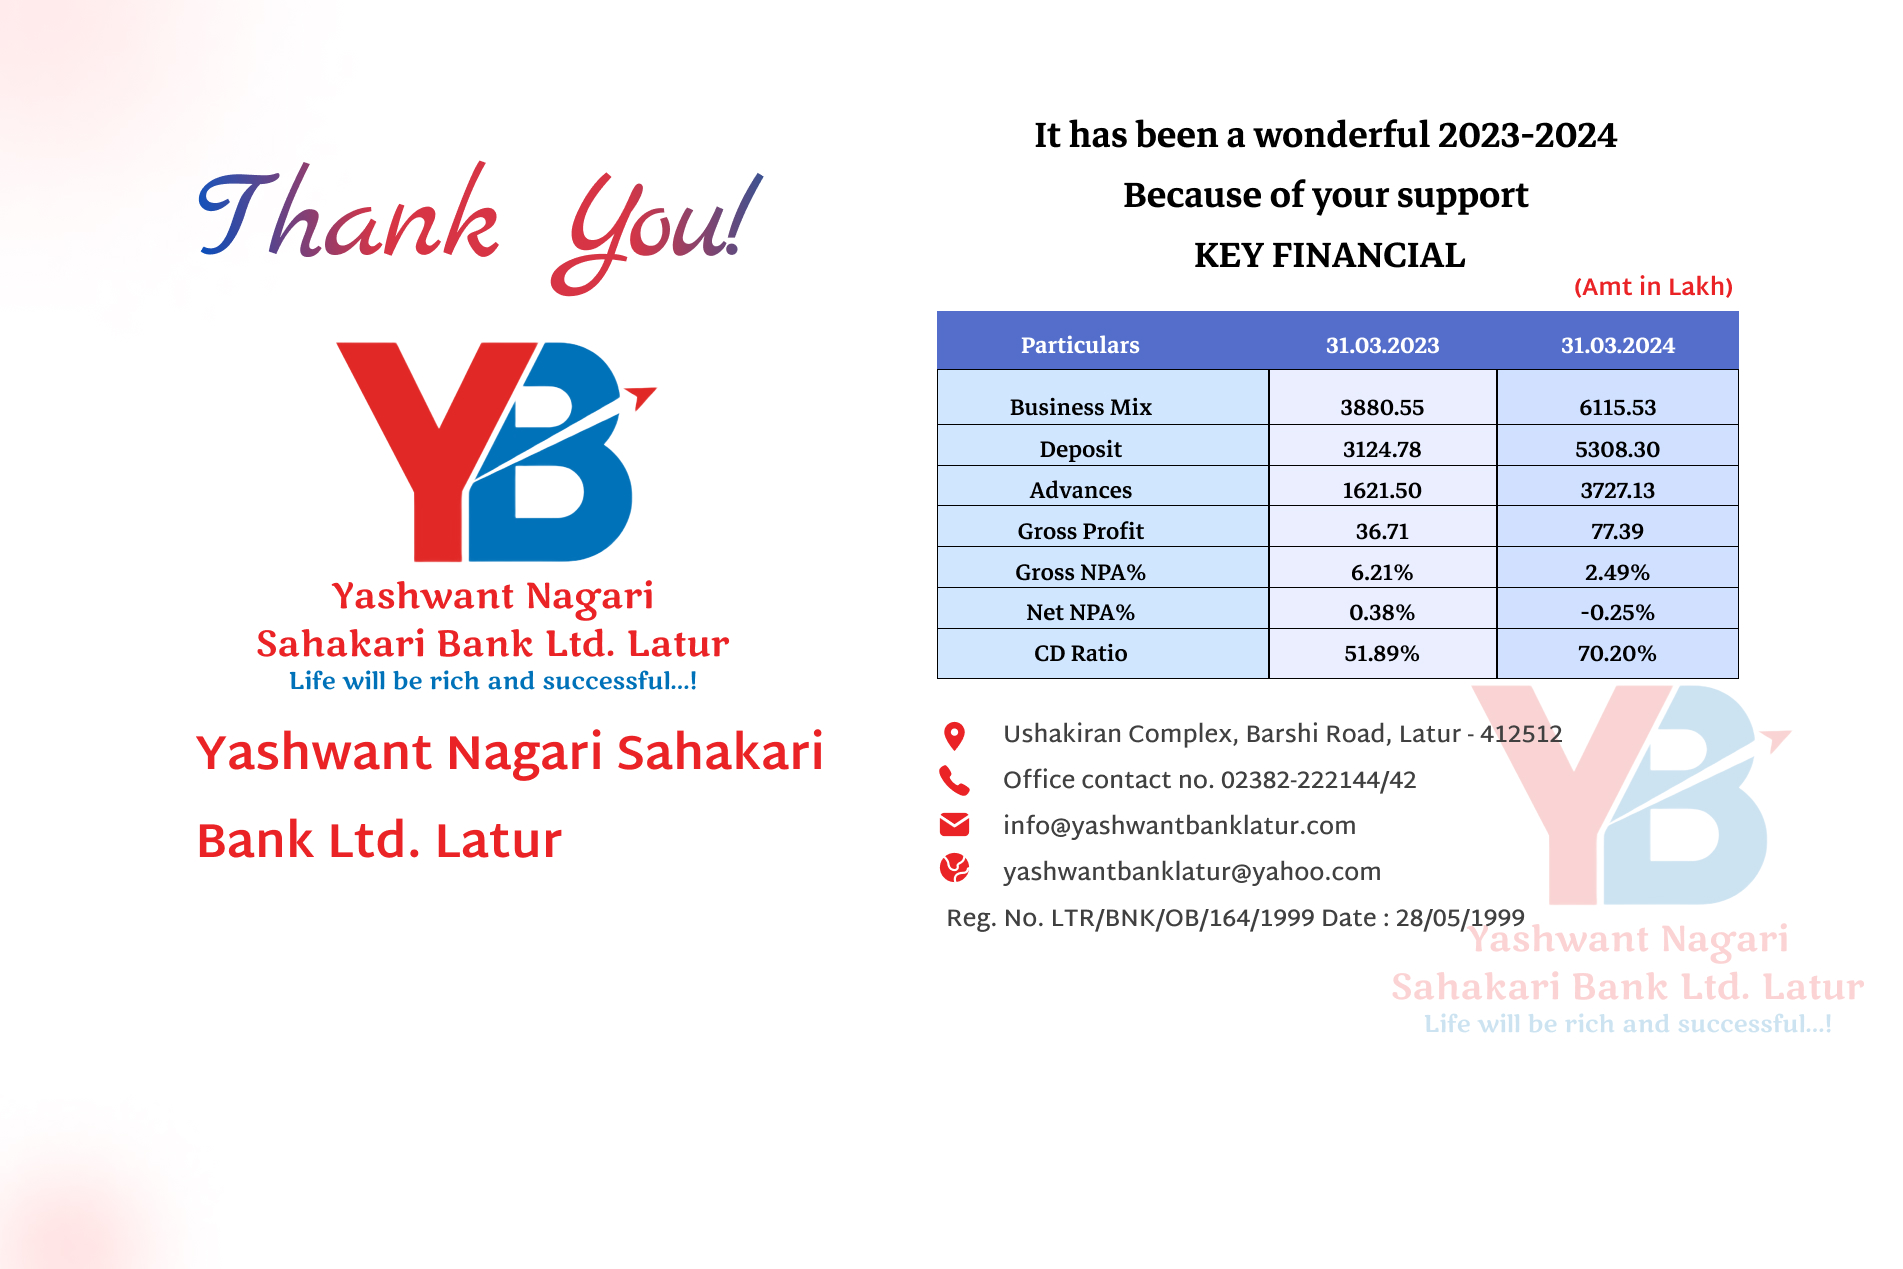 Thank You!
Yashwant Nagari
Sahakari Bank Ltd. Latur
Life will be rich and successful...!
Yashwant Nagari Sahakari
Bank Ltd. Latur
It has been a wonderful 2023-2024
Because of your support
KEY FINANCIAL
(Amt in Lakh)
Particulars 31.03.2023 31.03.2024
Business Mix 3880.55 6115.53
Deposit 3124.78 5308.30
Advances 1621.50 3727.13
Gross Profit 36.71 77.39
Gross NPA% 6.21% 2.49%
Net NPA% 0.38% -0.25%
CD Ratio 51.89% 70.20%
Ushakiran Complex, Barshi Road, Latur - 412512
Office contact no. 02382-222144/42
info@yashwantbanklatur.com
yashwantbanklatur@yahoo.com
Reg. No. LTR/BNK/OB/164/1999 Date : 28/05/1999
Yashwant Nagari
Sahakari Bank Ltd. Latur
Life will be rich and successful...!